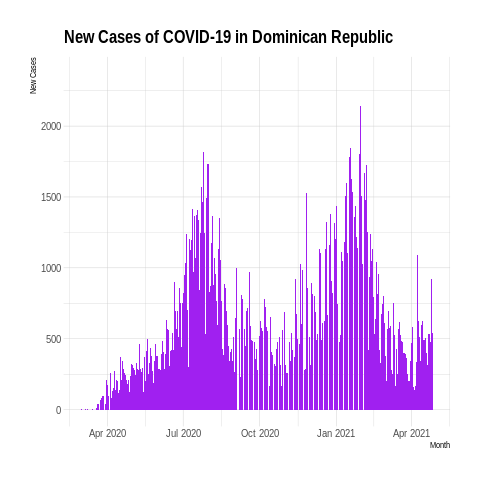 New Cases of COVID-19 in Dominican Republic
New Cases
2000
1500
1000
500
0
Apr 2020 Jul 2020 Oct 2020 Jan 2021 Apr 2021
Month